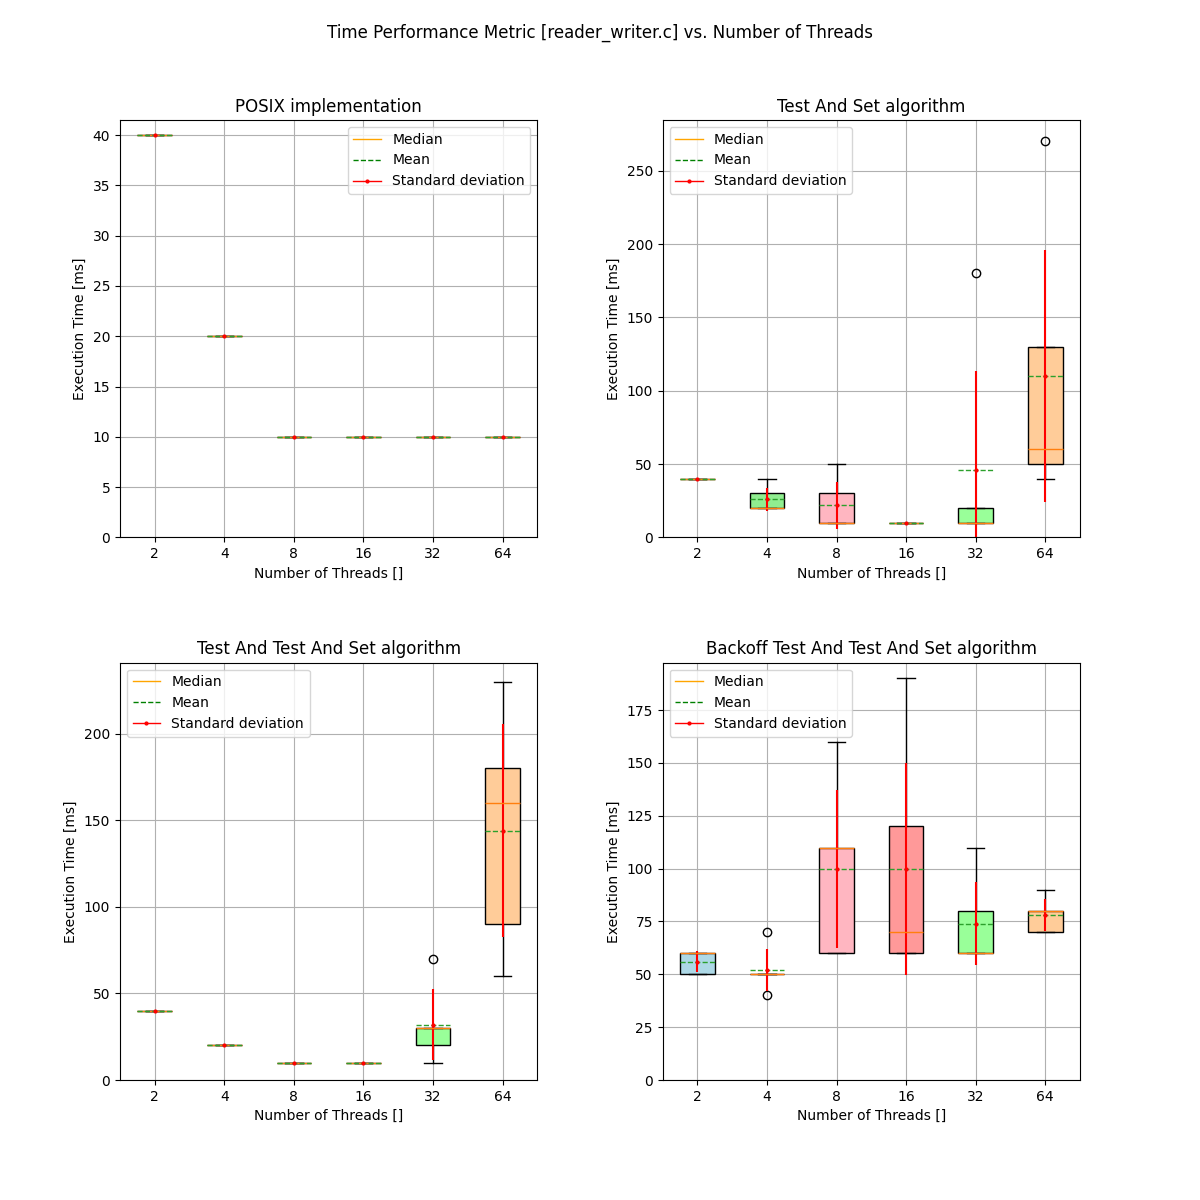 Time Performance Metric [reader_writer.c] vs. Number of Threads
POSIX implementation
40
35
30
25
20
15
10
5
0
Execution Time [ms]
Median
Mean
Standard deviation
2 4 8 16 32 64
Number of Threads []
Test And Set algorithm
250
200
150
100
50
0
Execution Time [ms]
Median
Mean
Standard deviation
2 4 8 16 32 64
Number of Threads []
Test And Test And Set algorithm
200
150
100
50
0
Execution Time [ms]
Median
Mean
Standard deviation
2 4 8 16 32 64
Number of Threads []
Backoff Test And Test And Set algorithm
175
150
125
100
75
50
25
0
Execution Time [ms]
Median
Mean
Standard deviation
2 4 8 16 32 64
Number of Threads []